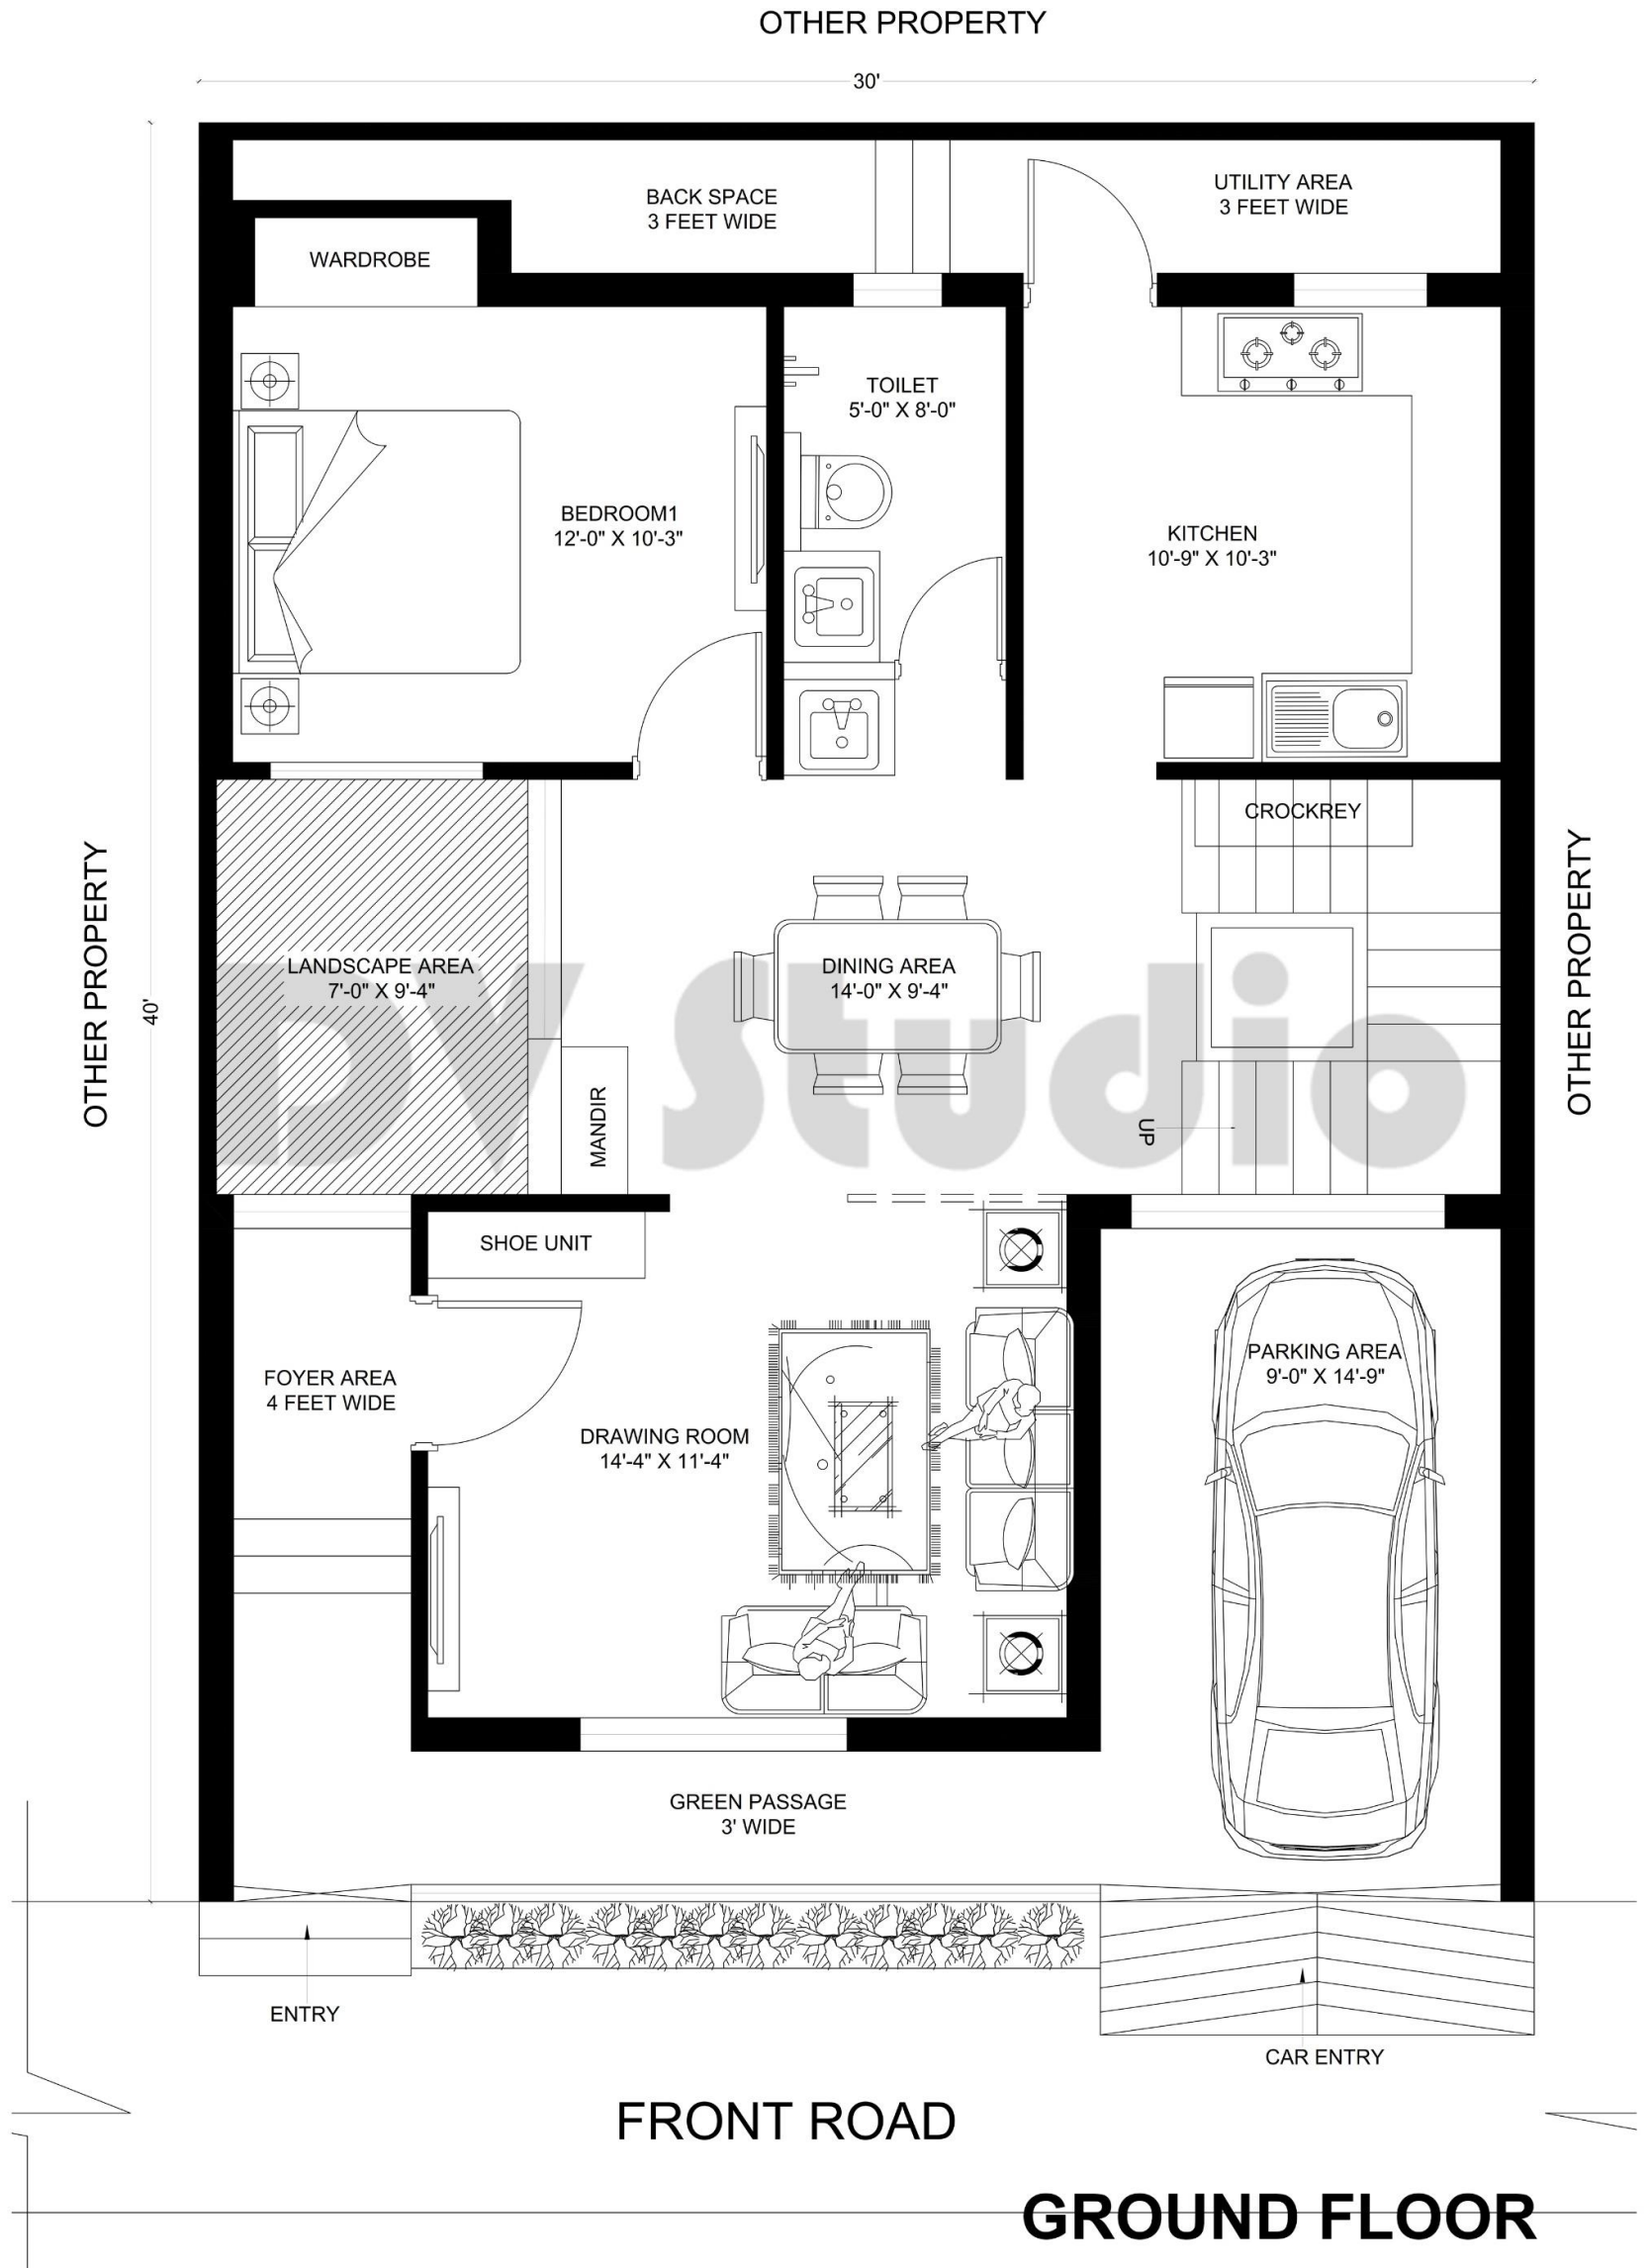 OTHER PROPERTY
30'
BACK SPACE
3 FEET WIDE
UTILITY AREA
3 FEET WIDE
WARDROBE
TOILET
5'-0" X 8'-0"
BEDROOM1
12'-0" X 10'-3"
KITCHEN
10'-9" X 10'-3"
CROCKREY
OTHER PROPERTY
40'
LANDSCAPE AREA
7'-0" X 9'-4"
DINING AREA
14'-0" X 9'-4"
OTHER PROPERTY
DV Studio
MANDIR
UP
SHOE UNIT
FOYER AREA
4 FEET WIDE
PARKING AREA
9'-0" X 14'-9"
DRAWING ROOM
14'-4" X 11'-4"
GREEN PASSAGE
3' WIDE
ENTRY
CAR ENTRY
FRONT ROAD
GROUND FLOOR